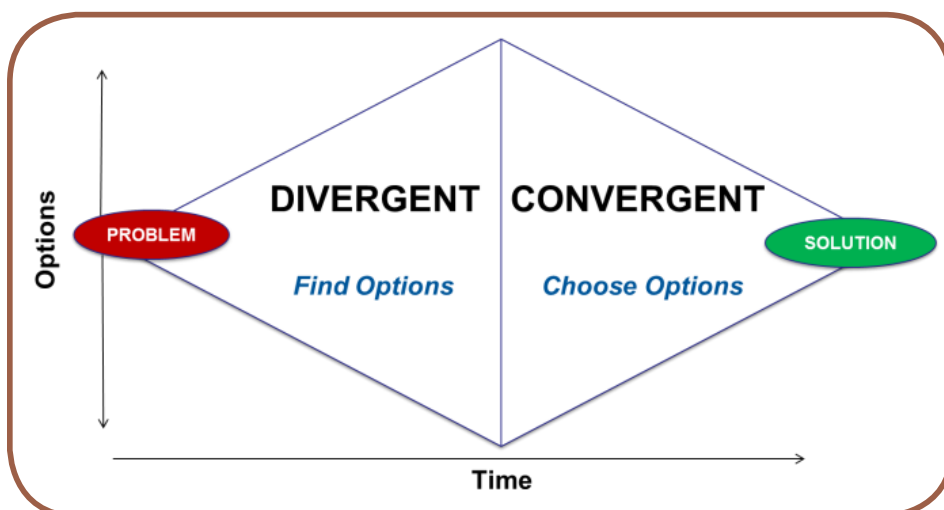 DIVERGENT
CONVERGENT
PROBLEM
SOLUTION
Options
Find Options
Choose Options
Time